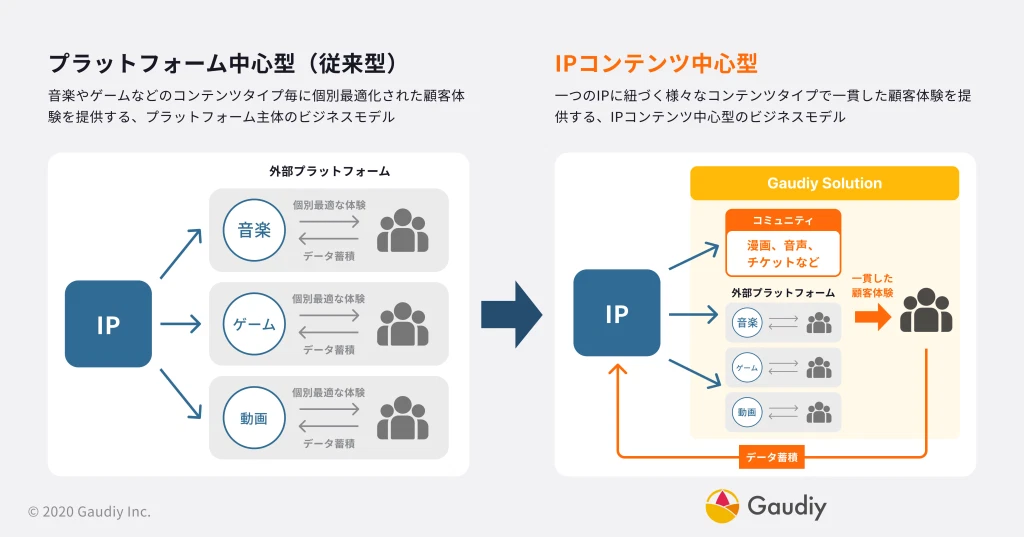 プラットフォーム中心型（従来型）
音楽やゲームなどのコンテンツタイプ毎に個別最適化された顧客体
験を提供する、プラットフォーム主体のビジネスモデル
外部プラットフォーム
IP
音楽
個別最適な体験
データ蓄積
ゲーム
個別最適な体験
データ蓄積
動画
個別最適な体験
データ蓄積
IPコンテンツ中心型
一つのIPに紐づく様々なコンテンツタイプで一貫した顧客体験を提
供する、IPコンテンツ中心型のビジネスモデル
Gaudiy Solution
IP
コミュニティ
漫画、音声、
チケットなど
外部プラットフォーム
音楽
ゲーム
動画
一貫した
顧客体験
データ蓄積
© 2020 Gaudiy Inc.
Gaudiy